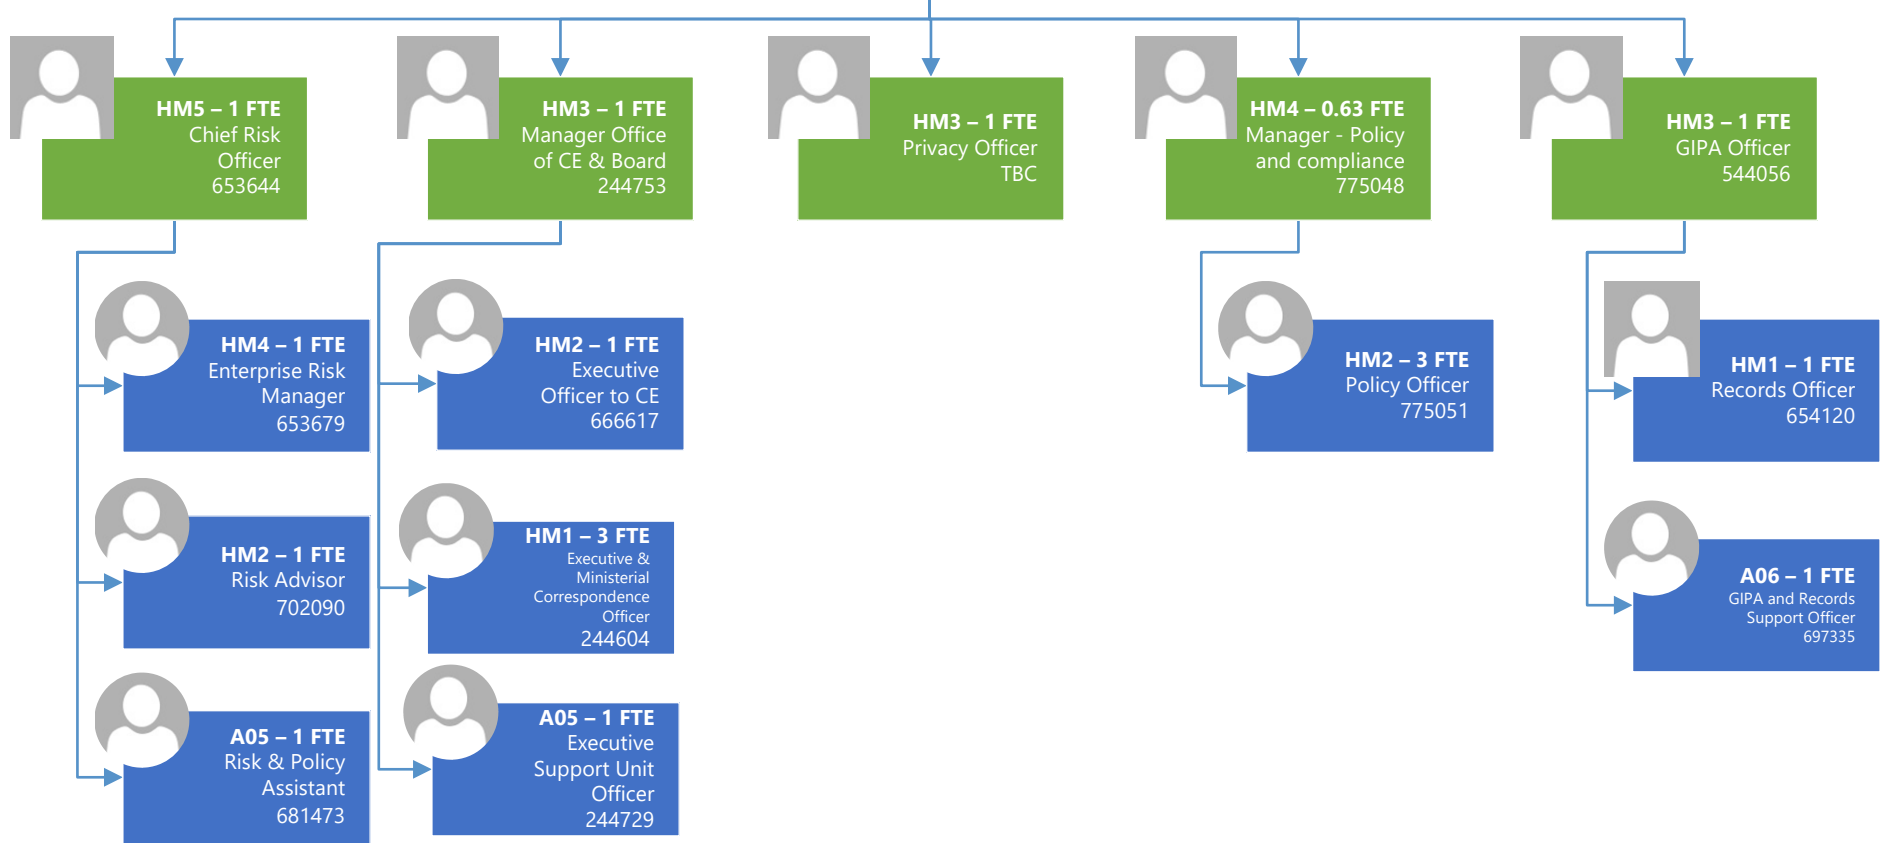 HM5 – 1 FTE
Chief Risk
Officer
653644
HM3 – 1 FTE
Manager Office
of CE & Board
244753
HM3 – 1 FTE
Privacy Officer
TBC
HM4 – 0.63 FTE
Manager - Policy
and compliance
775048
HM3 – 1 FTE
GIPA Officer
544056
HM4 – 1 FTE
Enterprise Risk
Manager
653679
HM2 – 1 FTE
Executive
Officer to CE
666617
HM2 – 3 FTE
Policy Officer
775051
HM1 – 1 FTE
Records Officer
654120
HM2 – 1 FTE
Risk Advisor
702090
HM1 – 3 FTE
Executive &
Ministerial
Correspondence
Officer
244604
A06 – 1 FTE
GIPA and Records
Support Officer
697335
A05 – 1 FTE
Risk & Policy
Assistant
681473
A05 – 1 FTE
Executive
Support Unit
Officer
244729